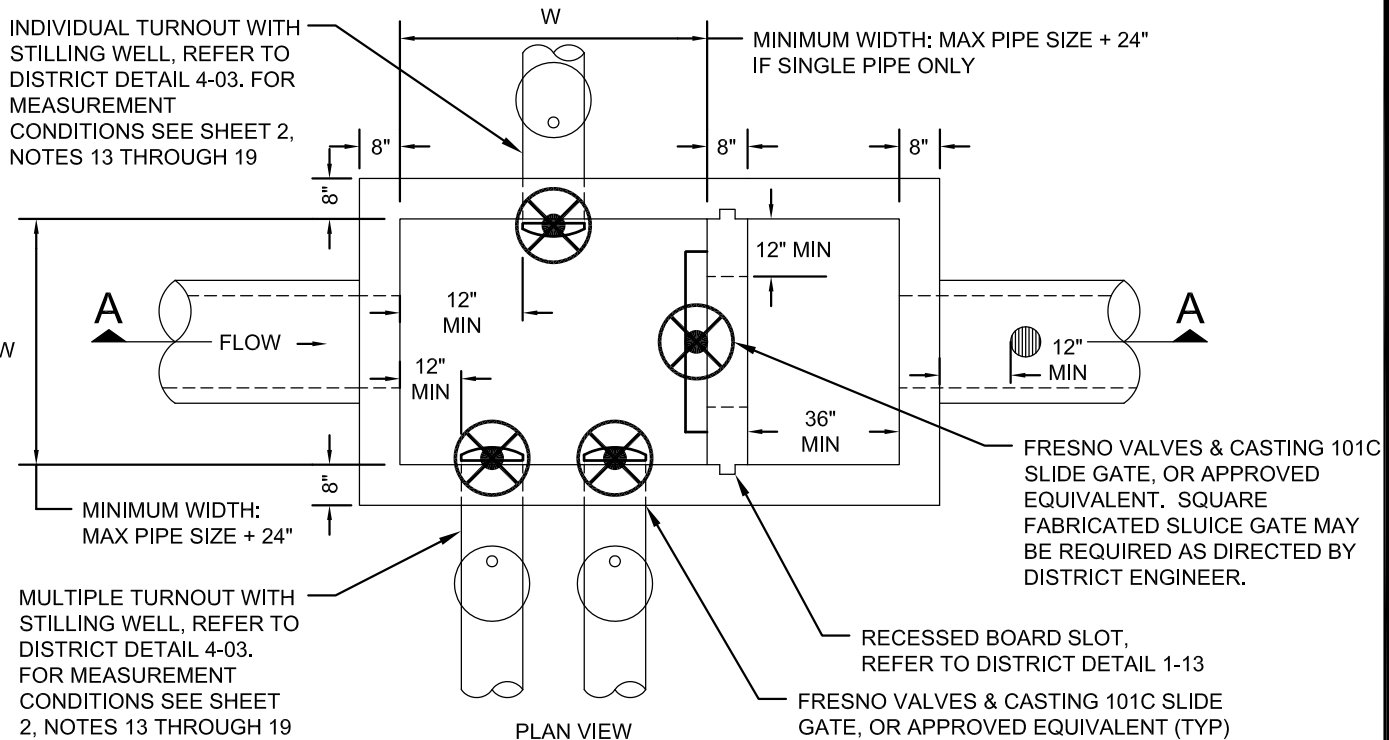 INDIVIDUAL TURNOUT WITH
STILLING WELL, REFER TO
DISTRICT DETAIL 4-03. FOR
MEASUREMENT
CONDITIONS SEE SHEET 2,
NOTES 13 THROUGH 19
W
MINIMUM WIDTH: MAX PIPE SIZE + 24"
IF SINGLE PIPE ONLY
8"
8"
8"
8"
12" MIN
12"
MIN
A
FLOW
W
12"
MIN
A
12"
MIN
36"
MIN
8"
MINIMUM WIDTH:
MAX PIPE SIZE + 24"
FRESNO VALVES & CASTING 101C
SLIDE GATE, OR APPROVED
EQUIVALENT. SQUARE
FABRICATED SLUICE GATE MAY
BE REQUIRED AS DIRECTED BY
DISTRICT ENGINEER.
MULTIPLE TURNOUT WITH
STILLING WELL, REFER TO
DISTRICT DETAIL 4-03.
FOR MEASUREMENT
CONDITIONS SEE SHEET
2, NOTES 13 THROUGH 19
RECESSED BOARD SLOT,
REFER TO DISTRICT DETAIL 1-13
FRESNO VALVES & CASTING 101C SLIDE
GATE, OR APPROVED EQUIVALENT (TYP)
PLAN VIEW